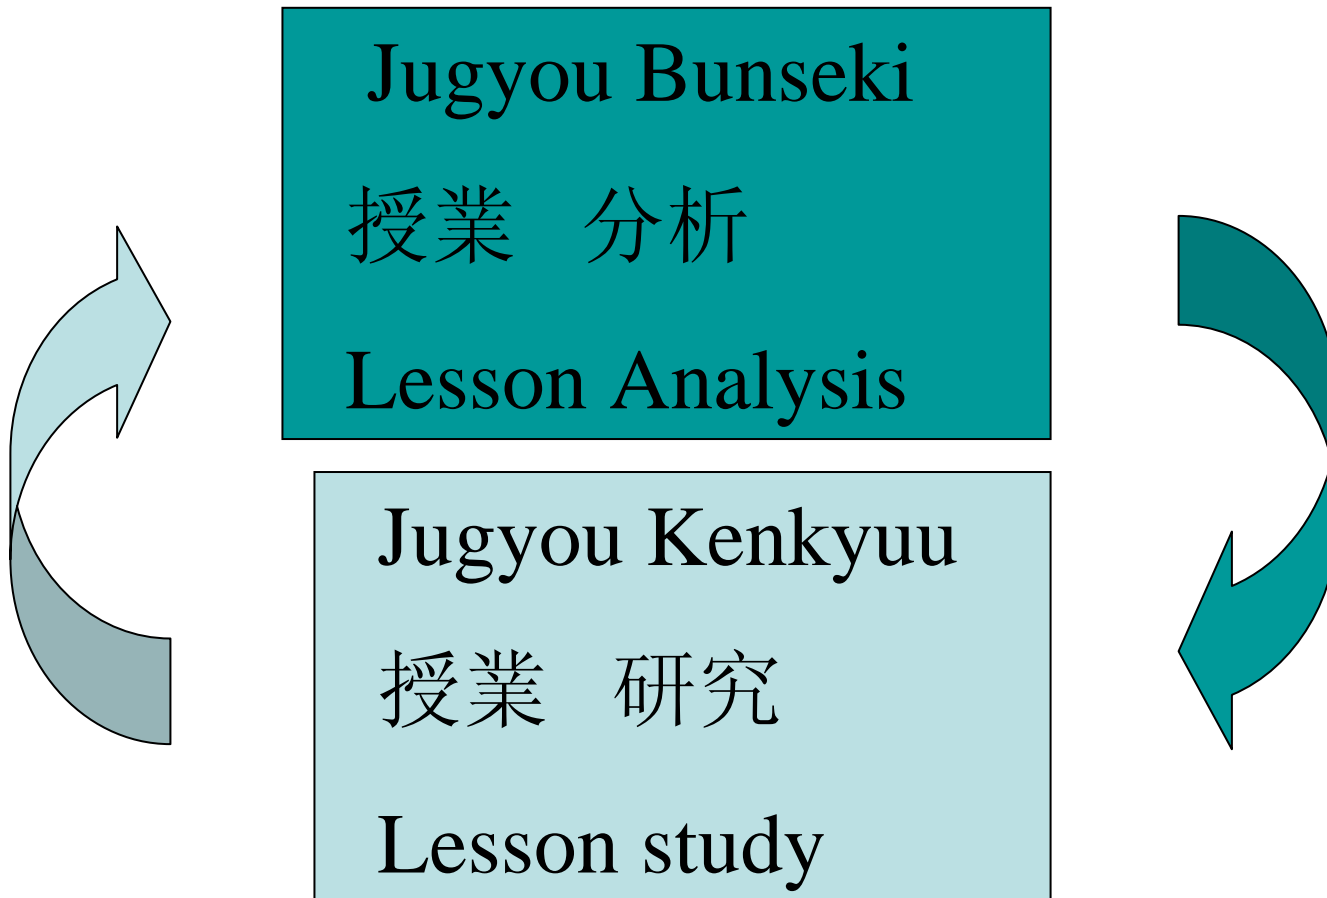 Jugyou Bunseki
授業 分析
Lesson Analysis
Jugyou Kenkyuu
授業 研究
Lesson study